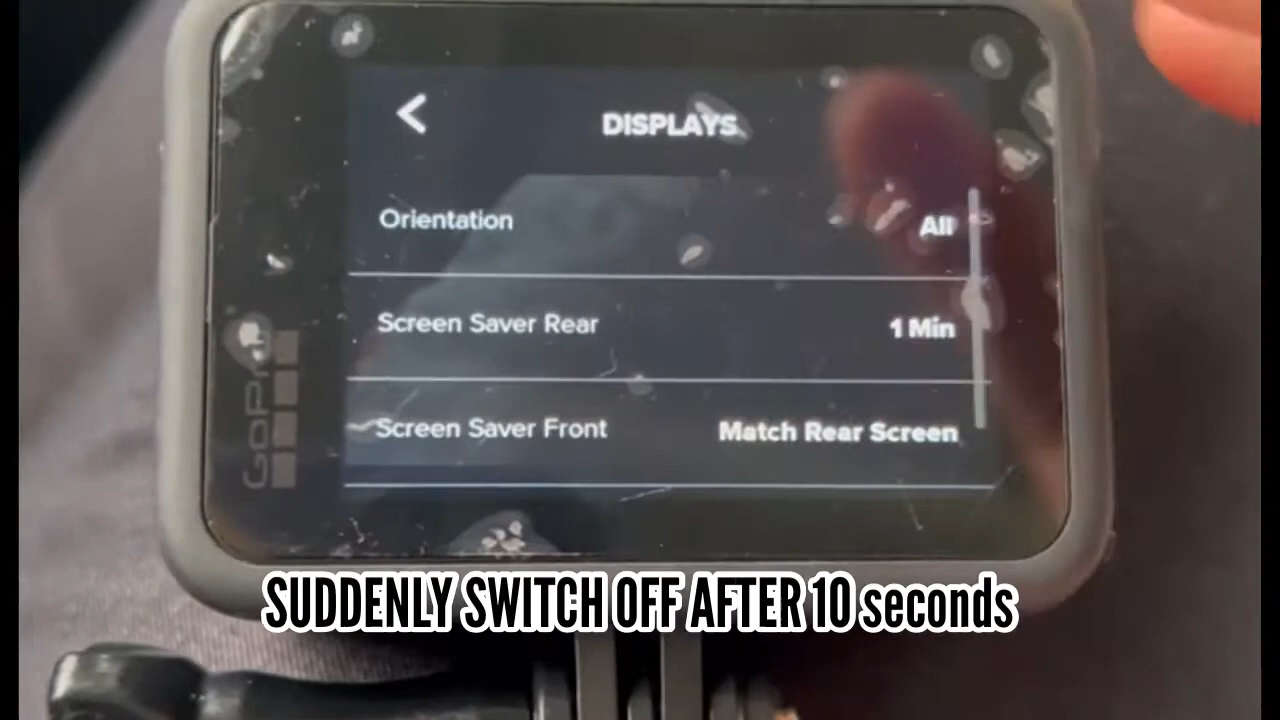 DISPLAYS
Orientation All
Screen Saver Rear 1 Min
Screen Saver Front Match Rear Screen
GoPro
SUDDENLY SWITCH OFF AFTER 10 seconds